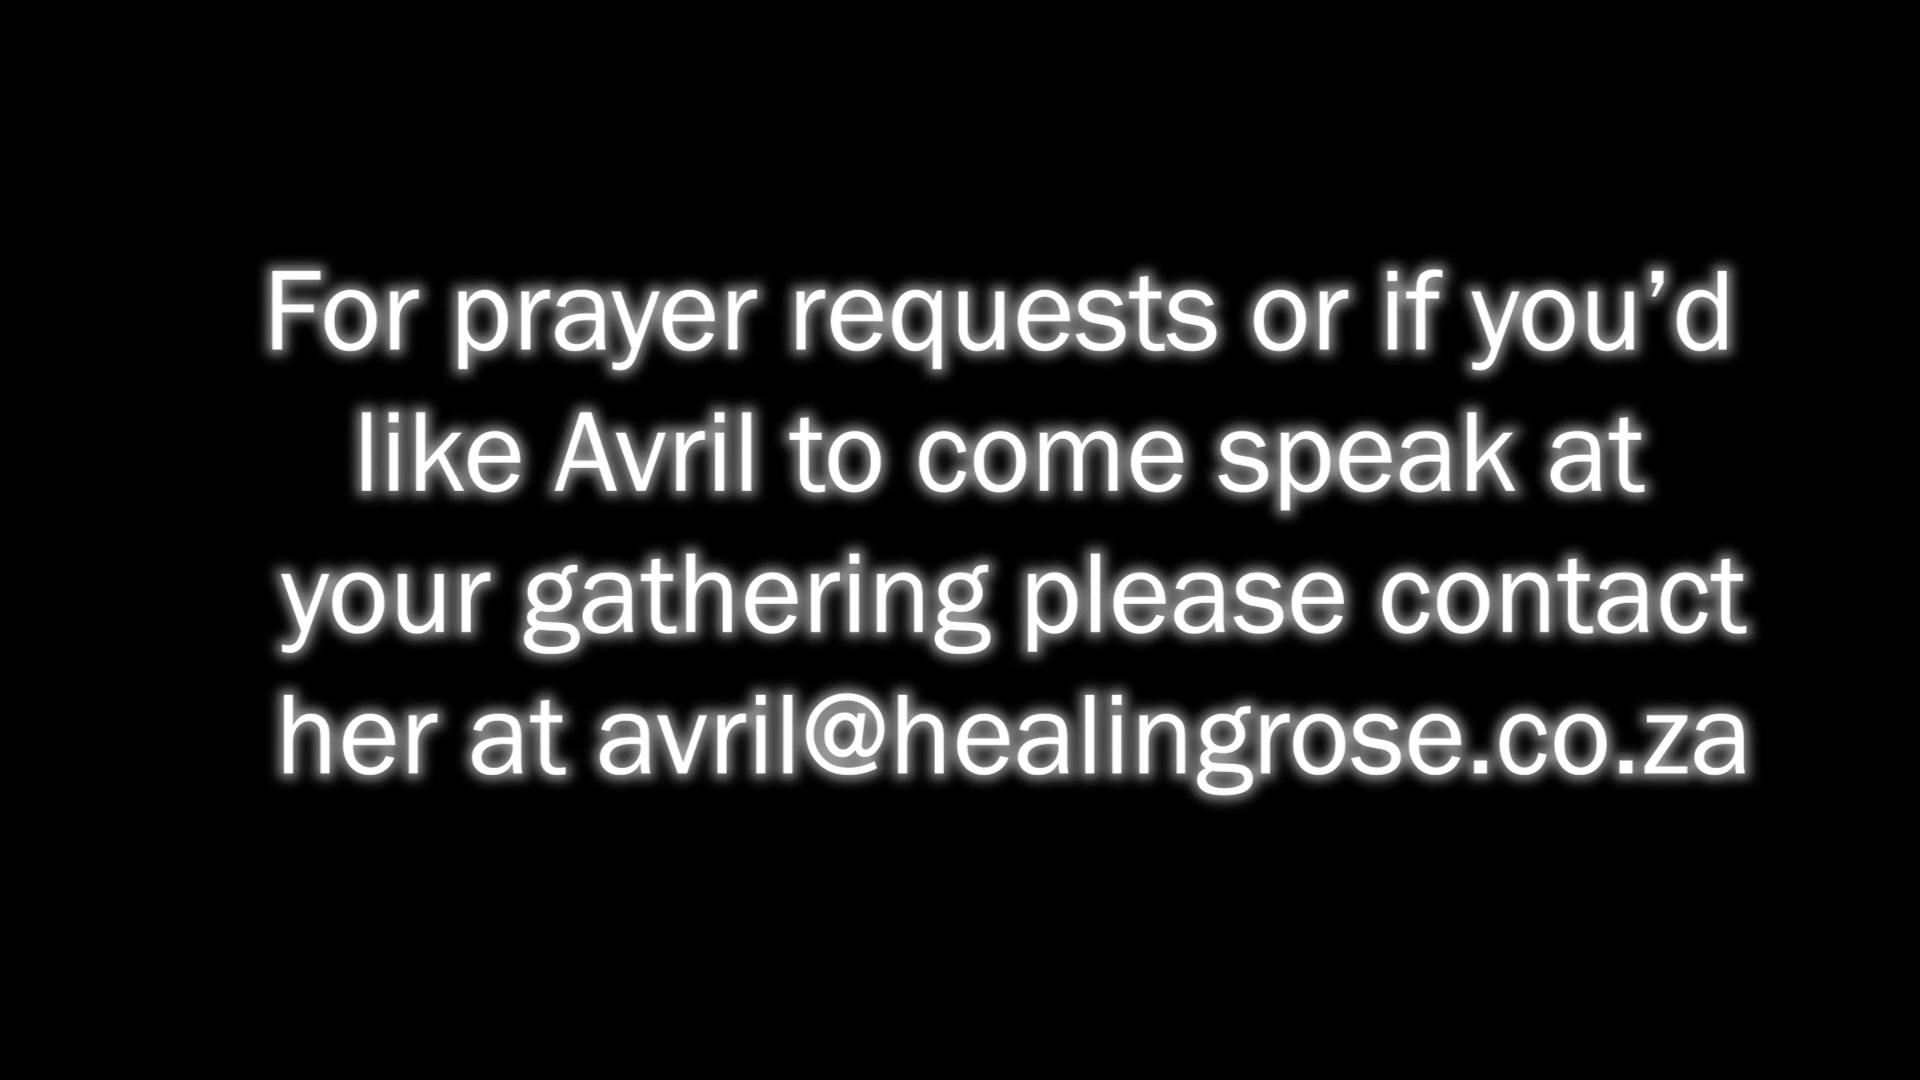 For prayer requests or if you’d
like Avril to come speak at
your gathering please contact
her at avril@healingrose.co.za